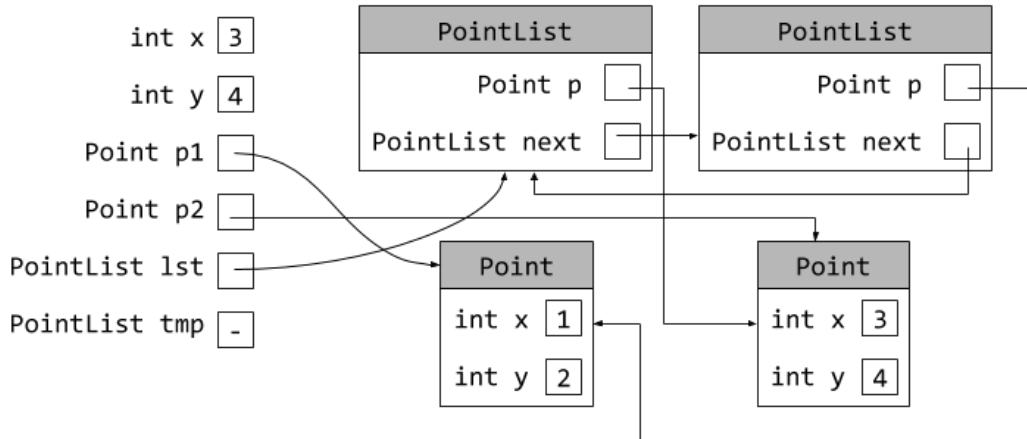 int x 3
int y 4
Point p1
Point p2
PointList lst
PointList tmp -
PointList
Point p
PointList next
PointList
Point p
PointList next
Point
int x 1
int y 2
Point
int x 3
int y 4